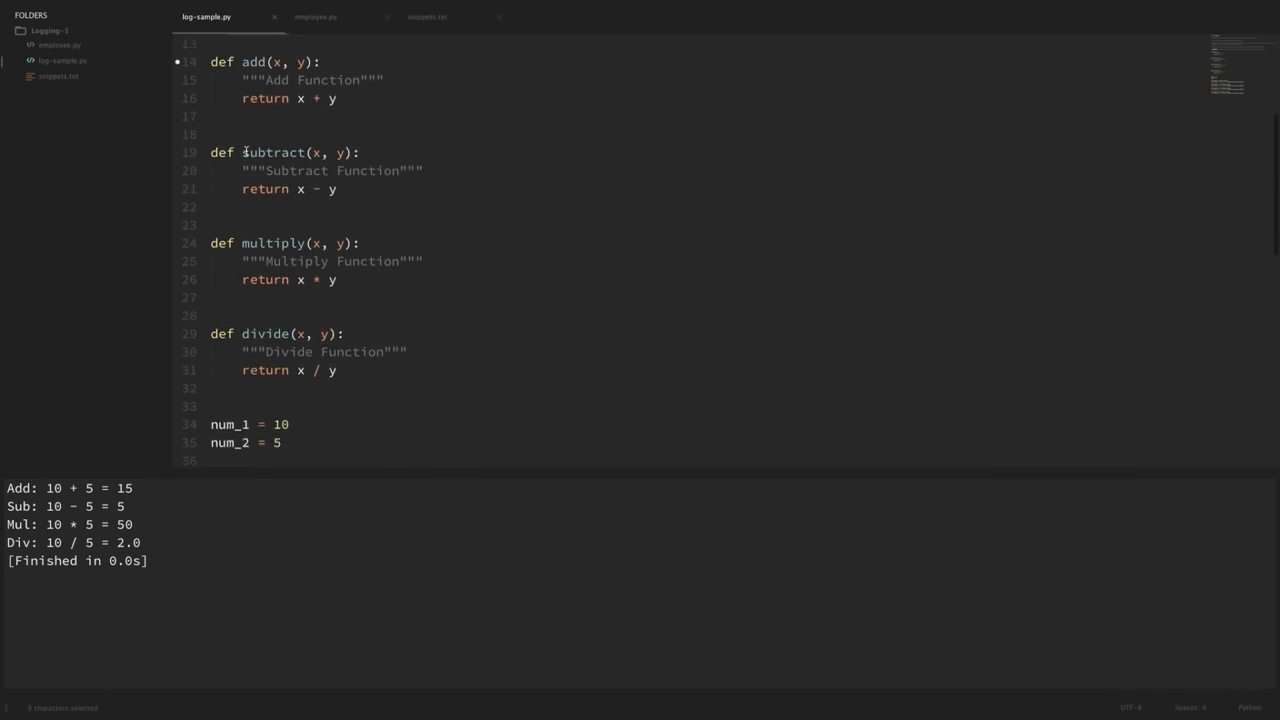 FOLDERS
Logging-1
employee.py
log-sample.py
snippets.txt
log-sample.py
employee.py
snippets.txt
13
14 def add(x, y):
15 """Add Function"""
16 return x + y
17
18
19 def subtract(x, y):
20 """Subtract Function"""
21 return x - y
22
23
24 def multiply(x, y):
25 """Multiply Function"""
26 return x * y
27
28
29 def divide(x, y):
30 """Divide Function"""
31 return x / y
32
33
34 num_1 = 10
35 num_2 = 5
36
Add: 10 + 5 = 15
Sub: 10 - 5 = 5
Mul: 10 * 5 = 50
Div: 10 / 5 = 2.0
[Finished in 0.0s]
characters selected
UTF-8
Spaces: 4
Python